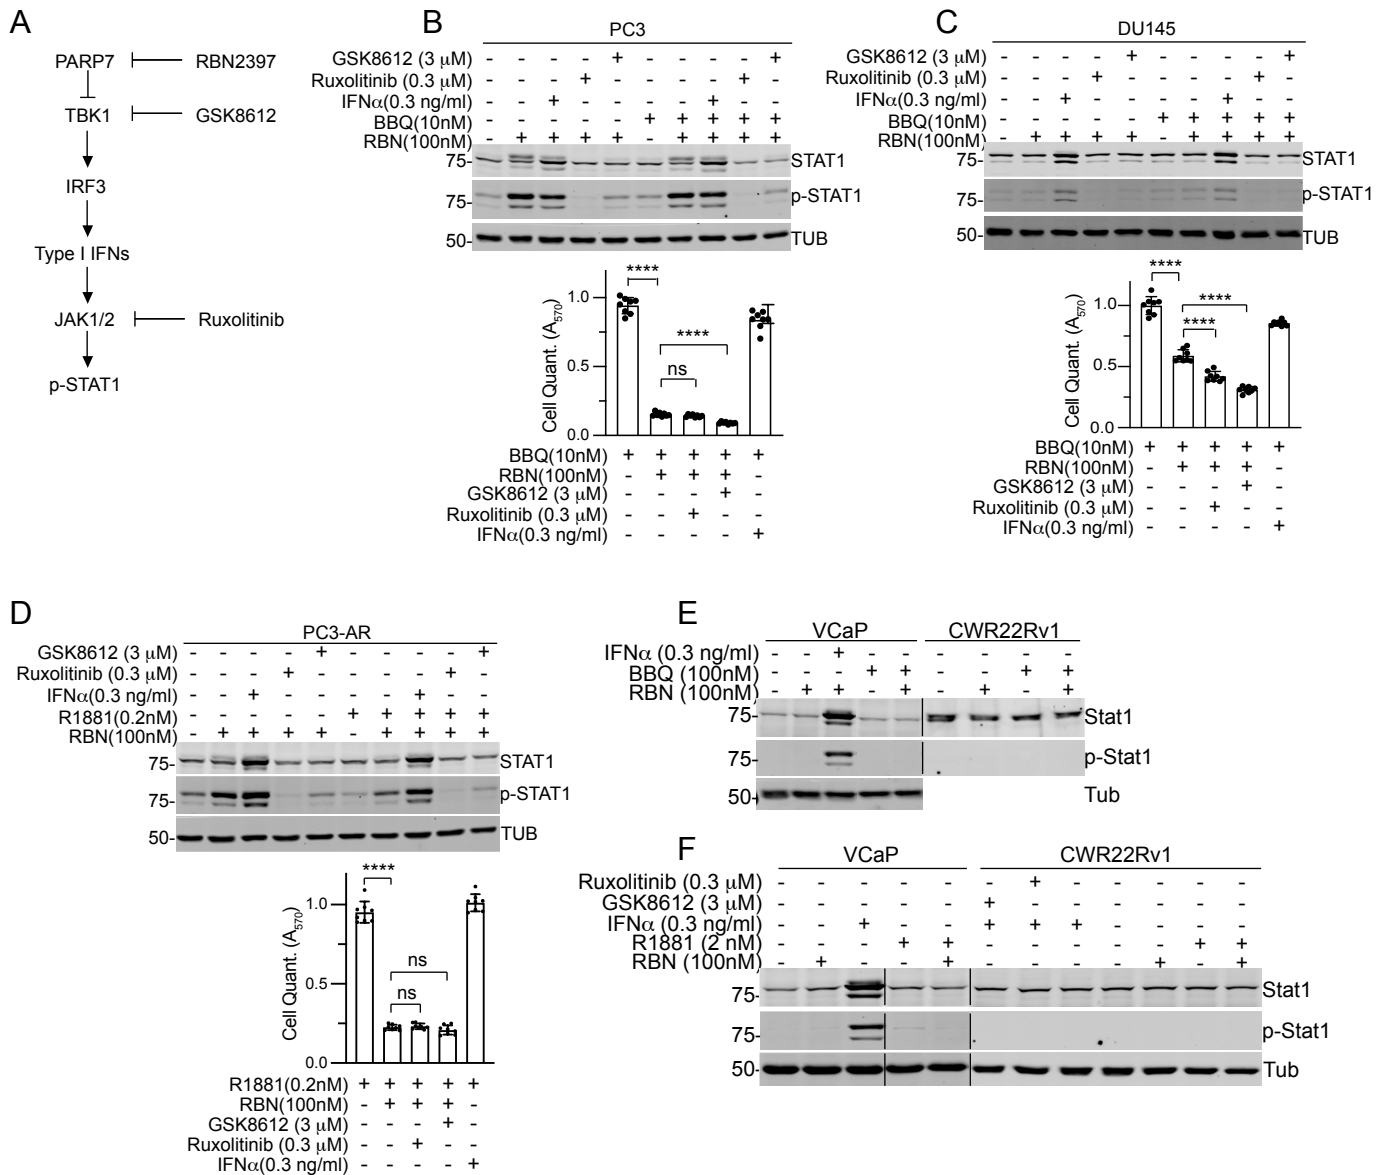 A
PARP7
RBN2397
TBK1
GSK8612
IRF3
Type I IFNs
JAK1/2
Ruxolitinib
p-STAT1
B
PC3
GSK8612 (3 μM) - - - - + - - - - +
Ruxolitinib (0.3 μM) - - - + - - - - + -
IFNα(0.3 ng/ml) - - + - - - - + - -
BBQ(10nM) - - - - - + + + + +
RBN(100nM) - + + + + - + + + +
75- STAT1
75- p-STAT1
50- TUB
Cell Quant. (A570)
1.0
0.5
0.0
****
****
ns
BBQ(10nM) + + + + +
RBN(100nM) - + + + -
GSK8612 (3 μM) - - - + -
Ruxolitinib (0.3 μM) - - + - -
IFNα(0.3 ng/ml) - - - - +
C
DU145
GSK8612 (3 μM) - - - - + - - - - +
Ruxolitinib (0.3 μM) - - - + - - - - + -
IFNα(0.3 ng/ml) - - + - - - - + - -
BBQ(10nM) - - - - - + + + + +
RBN(100nM) - + + + + - + + + +
75- STAT1
75- p-STAT1
50- TUB
Cell Quant. (A570)
1.0
0.5
0.0
****
****
****
BBQ(10nM) + + + + +
RBN(100nM) - + + + -
GSK8612 (3 μM) - - - + -
Ruxolitinib (0.3 μM) - - + - -
IFNα(0.3 ng/ml) - - - - +
D
PC3-AR
GSK8612 (3 μM) - - - - + - - - - +
Ruxolitinib (0.3 μM) - - - + - - - - + -
IFNα(0.3 ng/ml) - - + - - - - + - -
R1881(0.2nM) - - - - - + + + + +
RBN(100nM) - + + + + - + + + +
75- STAT1
75- p-STAT1
50- TUB
Cell Quant. (A570)
1.0
0.5
0.0
****
ns
ns
R1881(0.2nM) + + + + +
RBN(100nM) - + + + -
GSK8612 (3 μM) - - - + -
Ruxolitinib (0.3 μM) - - + - -
IFNα(0.3 ng/ml) - - - - +
E
VCaP CWR22Rv1
IFNα (0.3 ng/ml) - - + - - - - - -
BBQ (100nM) - - - + + - - + +
RBN (100nM) - + + - + - + - +
75- Stat1
p-Stat1
50- Tub
F
VCaP CWR22Rv1
Ruxolitinib (0.3 μM) - - - - - - + - - - - -
GSK8612 (3 μM) - - - - - + - - - - - -
IFNα (0.3 ng/ml) - - + - - + + + - - - -
R1881 (2 nM) - - - + + - - - - - + +
RBN (100nM) - + - - + - - - - + - +
75- Stat1
75- p-Stat1
50- Tub